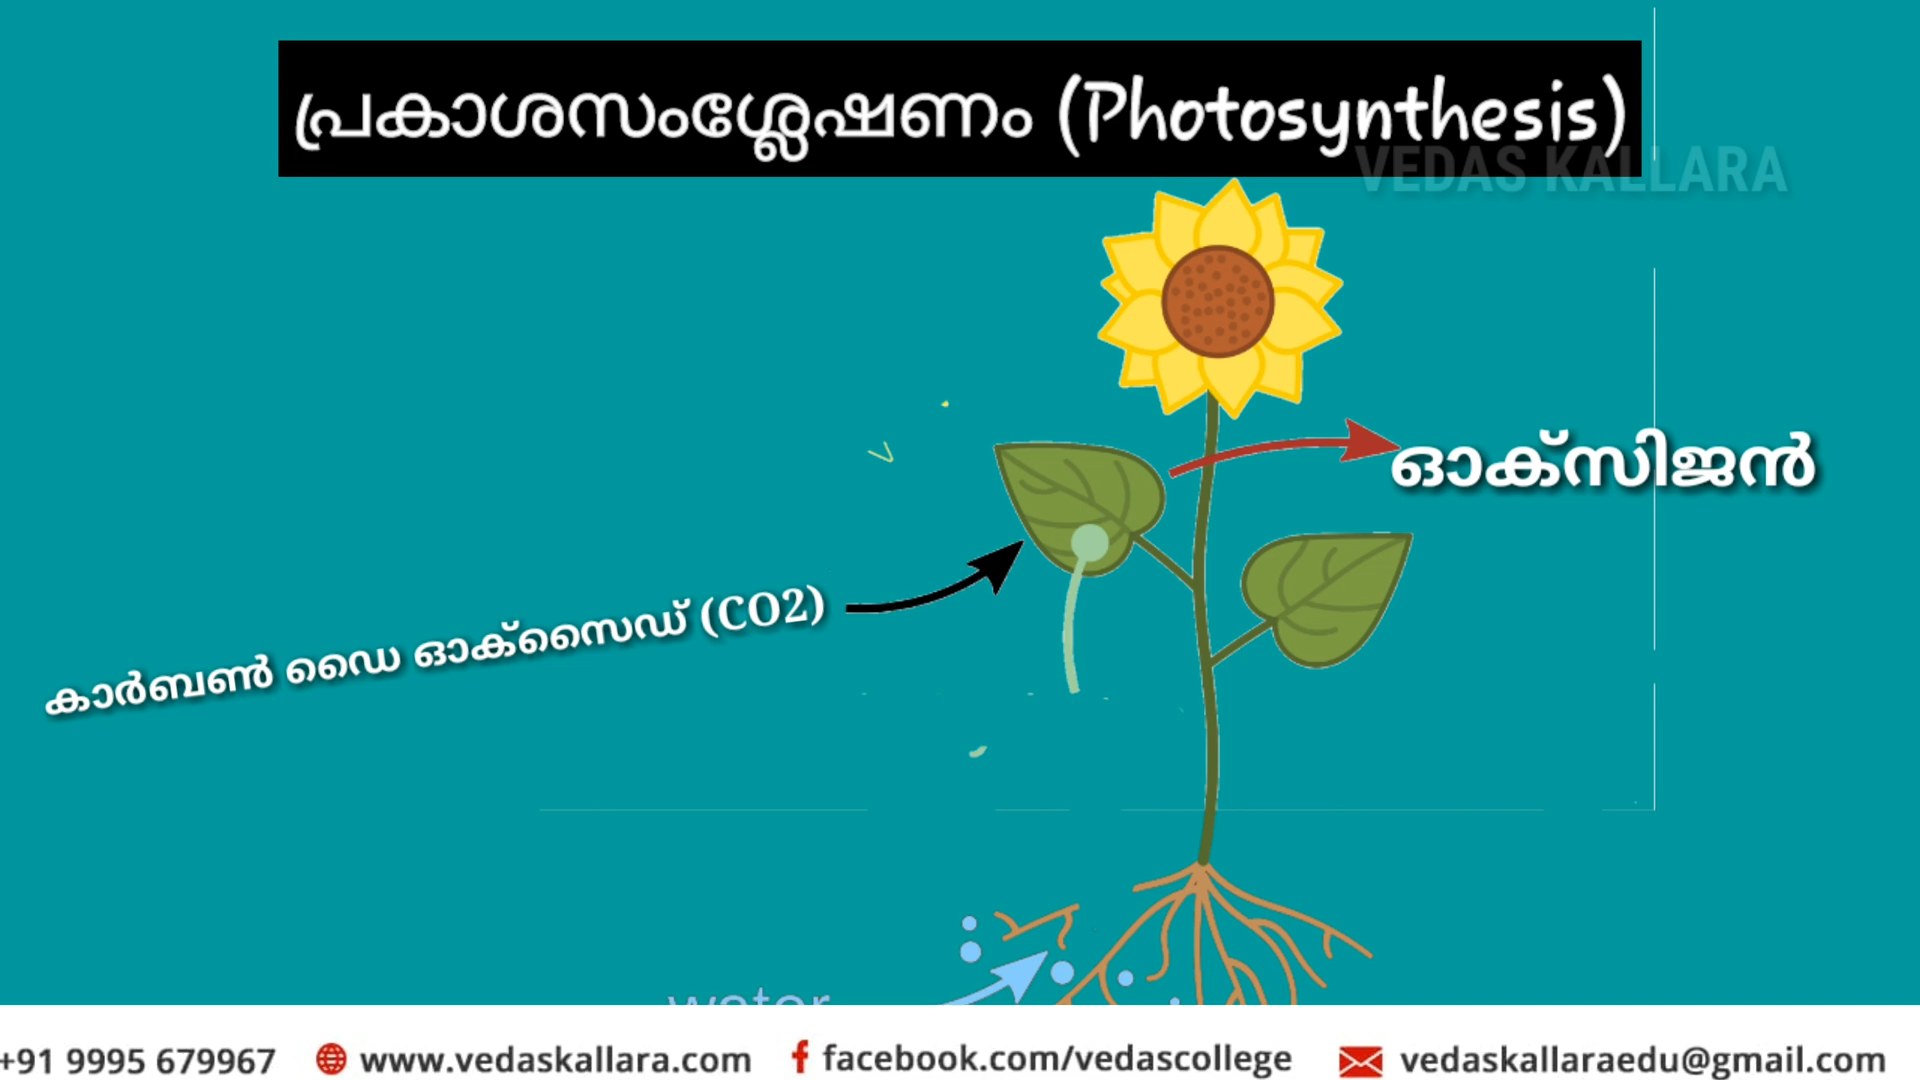 പ്രകാശസംശ്ലേഷണം (Photosynthesis)
VEDAS KALLARA
ഓക്സിജൻ
കാർബൺ ഡൈ ഓക്സൈഡ് (CO2)
water
+91 9995 679967 www.vedaskallara.com facebook.com/vedascollege vedaskallaraedu@gmail.com